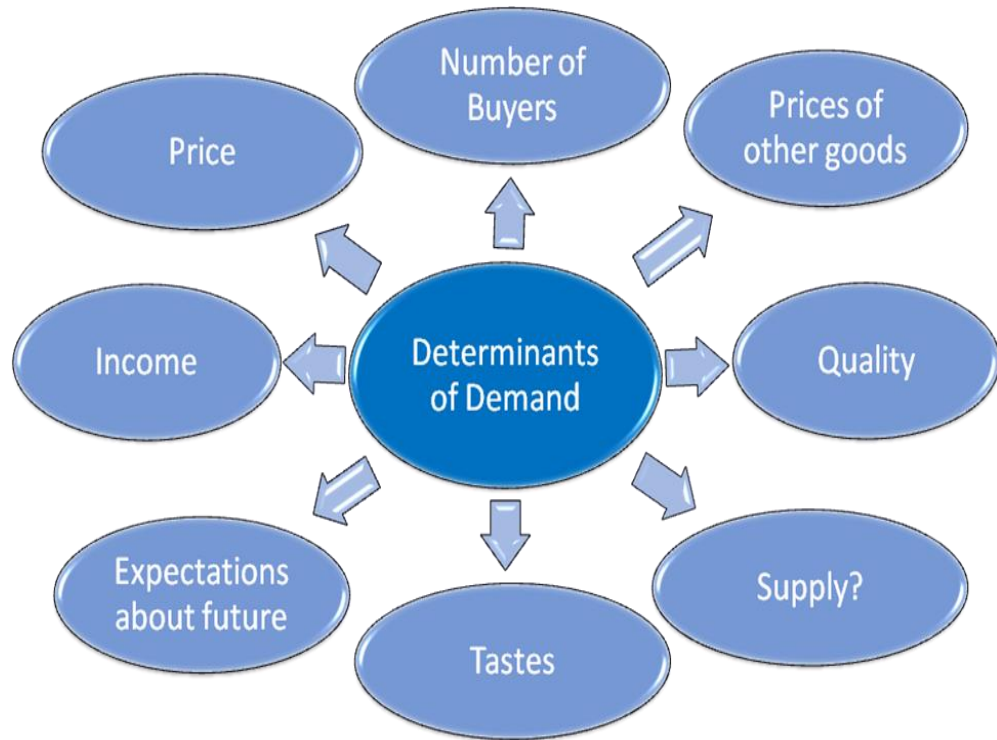 Number of
Buyers
Price
Prices of
other goods
Income
Determinants
of Demand
Quality
Expectations
about future
Supply?
Tastes